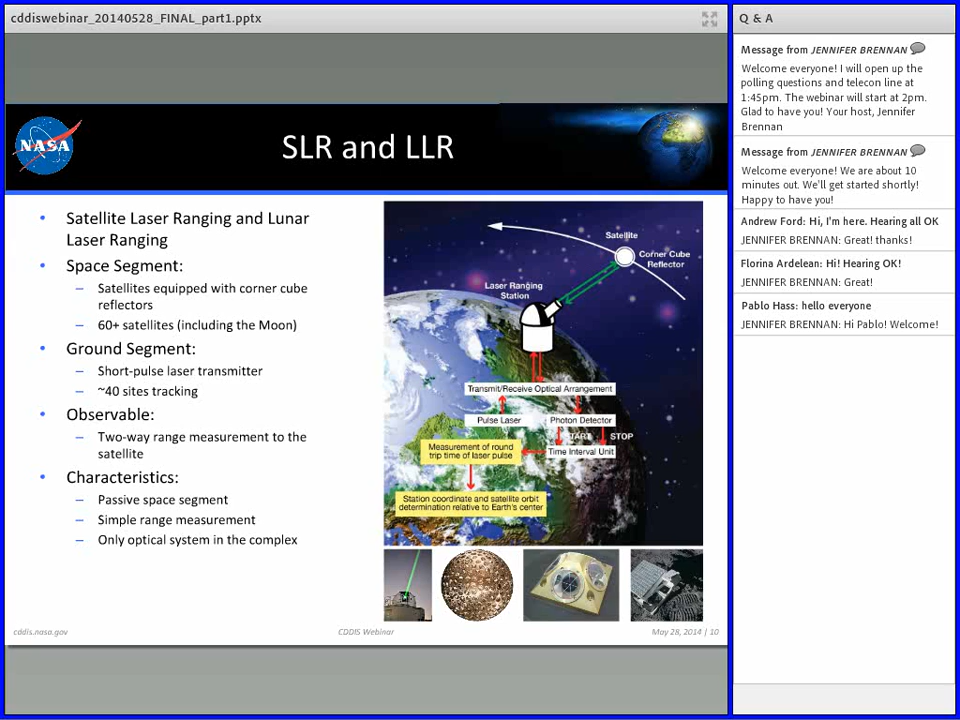 cddiswebinar_20140528_FINAL_part1.pptx
NASA
SLR and LLR
• Satellite Laser Ranging and Lunar
Laser Ranging
• Space Segment:
– Satellites equipped with corner cube
reflectors
– 60+ satellites (including the Moon)
• Ground Segment:
– Short-pulse laser transmitter
– ~40 sites tracking
• Observable:
– Two-way range measurement to the
satellite
• Characteristics:
– Passive space segment
– Simple range measurement
– Only optical system in the complex
Satellite
Corner Cube
Reflector
Laser Ranging
Station
Transmit/Receive Optical Arrangement
Pulse Laser
Photon Detector
START
STOP
Measurement of round
trip time of laser pulse
Time Interval Unit
Station coordinate and satellite orbit
determination relative to Earth's center
cddis.nasa.gov
CDDIS Webinar
May 28, 2014 | 10
Q & A
Message from JENNIFER BRENNAN
Welcome everyone! I will open up the
polling questions and telecon line at
1:45pm. The webinar will start at 2pm.
Glad to have you! Your host, Jennifer
Brennan
Message from JENNIFER BRENNAN
Welcome everyone! We are about 10
minutes out. We'll get started shortly!
Happy to have you!
Andrew Ford: Hi, I'm here. Hearing all OK
JENNIFER BRENNAN: Great! thanks!
Florina Ardelean: Hi! Hearing OK!
JENNIFER BRENNAN: Great!
Pablo Hass: hello everyone
JENNIFER BRENNAN: Hi Pablo! Welcome!